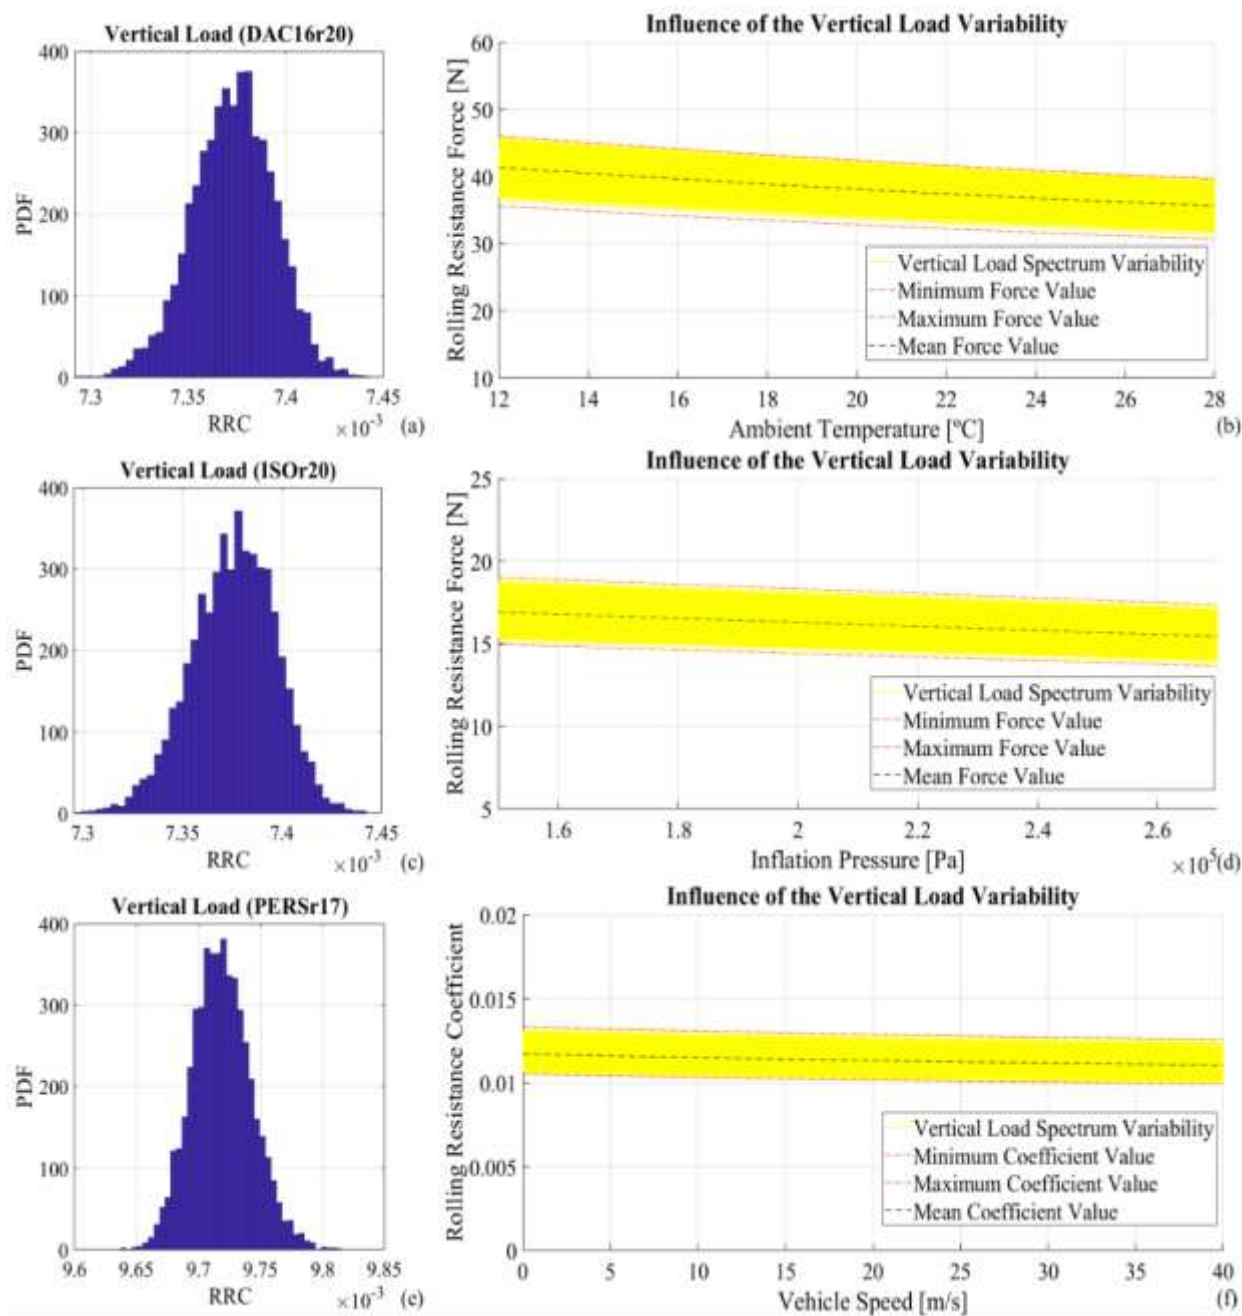 Vertical Load (DAC16r20)
400
300
200
100
0
PDF
7.3
7.35
7.4
7.45
RRC
×10⁻³
(a)
Influence of the Vertical Load Variability
60
50
40
30
20
10
Rolling Resistance Force [N]
Vertical Load Spectrum Variability
Minimum Force Value
Maximum Force Value
Mean Force Value
12
14
16
18
20
22
24
26
28
Ambient Temperature [ºC]
(b)
Vertical Load (ISOr20)
400
300
200
100
0
PDF
7.3
7.35
7.4
7.45
RRC
×10⁻³
(c)
Influence of the Vertical Load Variability
25
20
15
10
5
Rolling Resistance Force [N]
Vertical Load Spectrum Variability
Minimum Force Value
Maximum Force Value
Mean Force Value
1.6
1.8
2
2.2
2.4
2.6
Inflation Pressure [Pa]
×10⁵
(d)
Vertical Load (PERSr17)
400
300
200
100
0
PDF
9.6
9.65
9.7
9.75
9.8
9.85
RRC
×10⁻³
(e)
Influence of the Vertical Load Variability
0.02
0.015
0.01
0.005
0
Rolling Resistance Coefficient
Vertical Load Spectrum Variability
Minimum Coefficient Value
Maximum Coefficient Value
Mean Coefficient Value
0
5
10
15
20
25
30
35
40
Vehicle Speed [m/s]
(f)